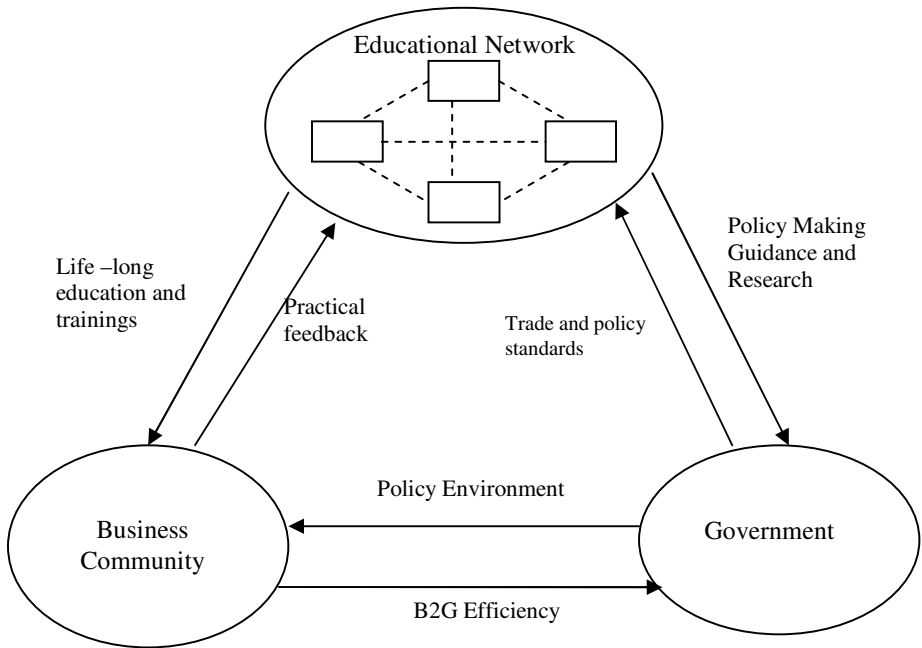 Educational Network
Policy Making
Guidance and
Research
Life –long
education and
trainings
Practical
feedback
Trade and policy
standards
Policy Environment
Business
Community
Government
B2G Efficiency